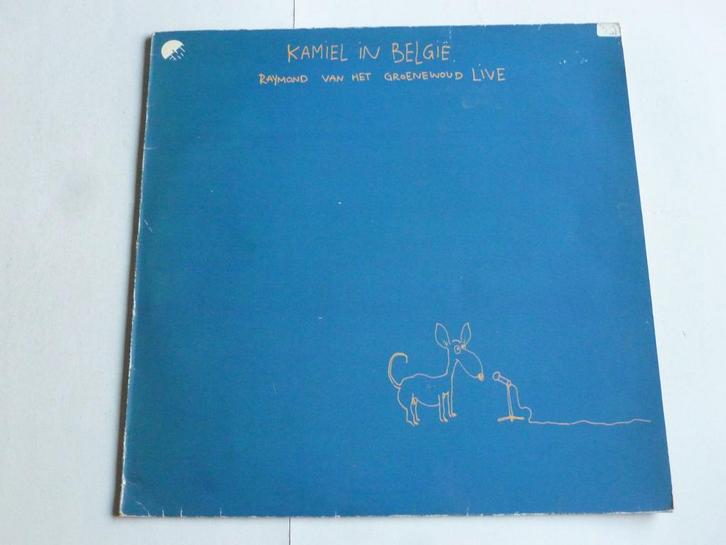 KAMIEL IN BELGIË.
RAYMOND VAN HET GROENEWOUD LIVE